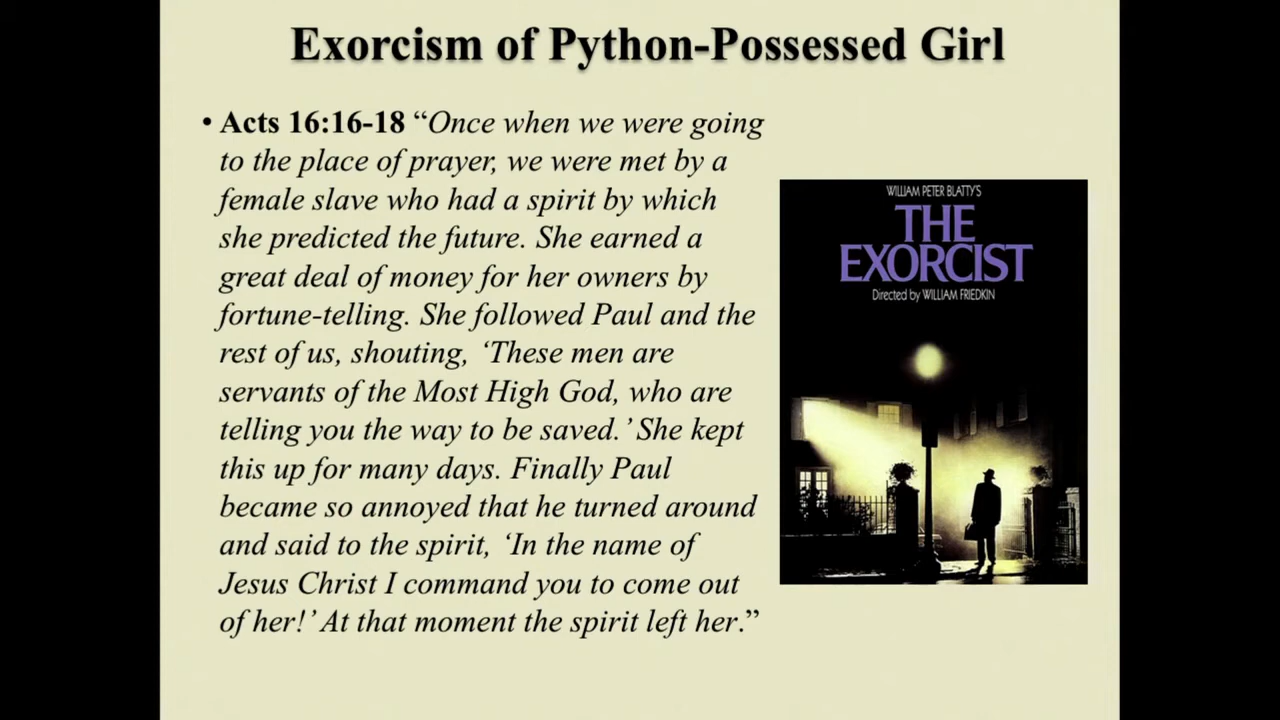 Exorcism of Python-Possessed Girl
• Acts 16:16-18 “Once when we were going
to the place of prayer, we were met by a
female slave who had a spirit by which
she predicted the future. She earned a
great deal of money for her owners by
fortune-telling. She followed Paul and the
rest of us, shouting, ‘These men are
servants of the Most High God, who are
telling you the way to be saved.’ She kept
this up for many days. Finally Paul
became so annoyed that he turned around
and said to the spirit, ‘In the name of
Jesus Christ I command you to come out
of her!’ At that moment the spirit left her.”
WILLIAM PETER BLATTY'S
THE
EXORCIST
Directed by WILLIAM FRIEDKIN